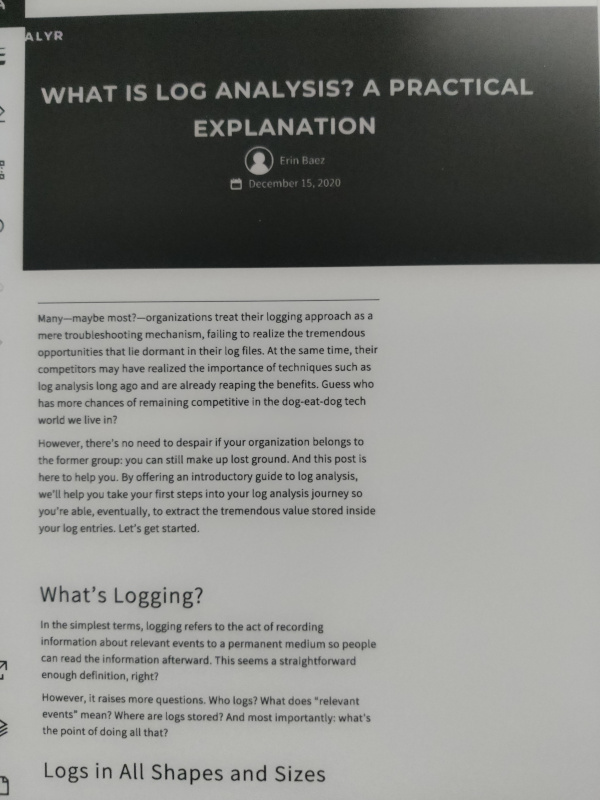 ALYR
WHAT IS LOG ANALYSIS? A PRACTICAL
EXPLANATION
Erin Baez
December 15, 2020
Many—maybe most?—organizations treat their logging approach as a
mere troubleshooting mechanism, failing to realize the tremendous
opportunities that lie dormant in their log files. At the same time, their
competitors may have realized the importance of techniques such as
log analysis long ago and are already reaping the benefits. Guess who
has more chances of remaining competitive in the dog-eat-dog tech
world we live in?
However, there's no need to despair if your organization belongs to
the former group: you can still make up lost ground. And this post is
here to help you. By offering an introductory guide to log analysis,
we'll help you take your first steps into your log analysis journey so
you're able, eventually, to extract the tremendous value stored inside
your log entries. Let's get started.
What's Logging?
In the simplest terms, logging refers to the act of recording
information about relevant events to a permanent medium so people
can read the information afterward. This seems a straightforward
enough definition, right?
However, it raises more questions. Who logs? What does "relevant
events" mean? Where are logs stored? And most importantly: what's
the point of doing all that?
Logs in All Shapes and Sizes